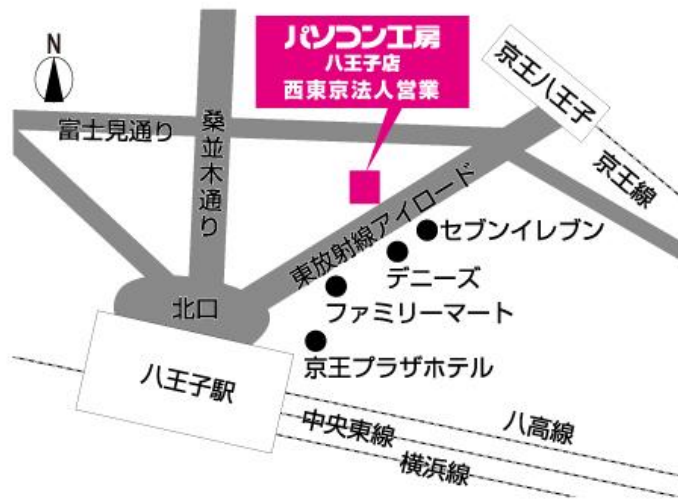 パソコン工房
八王子店
西東京法人営業
N
京王八王子
富士見通り
桑並木通り
京王線
東放射線アイロード
セブンイレブン
デニーズ
ファミリーマート
北口
京王プラザホテル
八王子駅
八高線
中央東線
横浜線